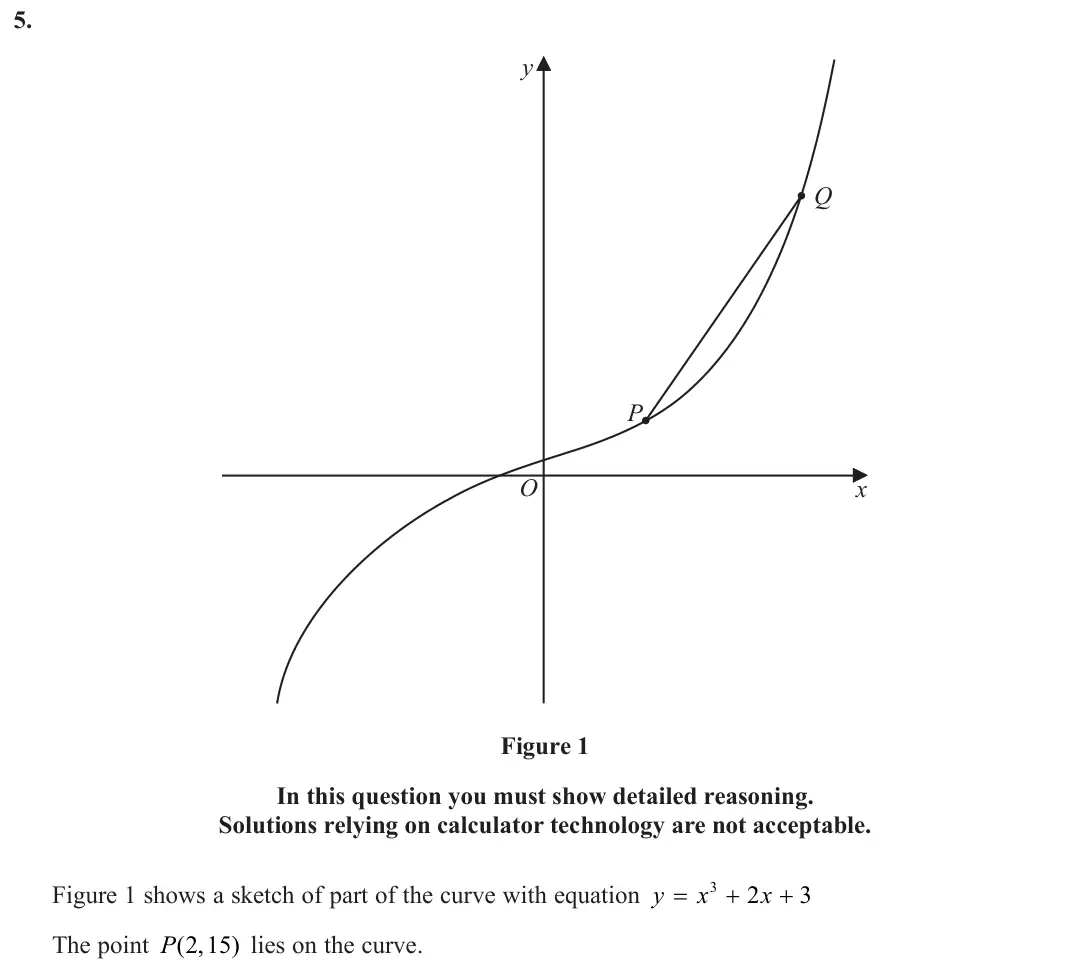 5.
y
Q
P
O
x
Figure 1
In this question you must show detailed reasoning.
Solutions relying on calculator technology are not acceptable.
Figure 1 shows a sketch of part of the curve with equation y = x³ + 2x + 3
The point P(2, 15) lies on the curve.